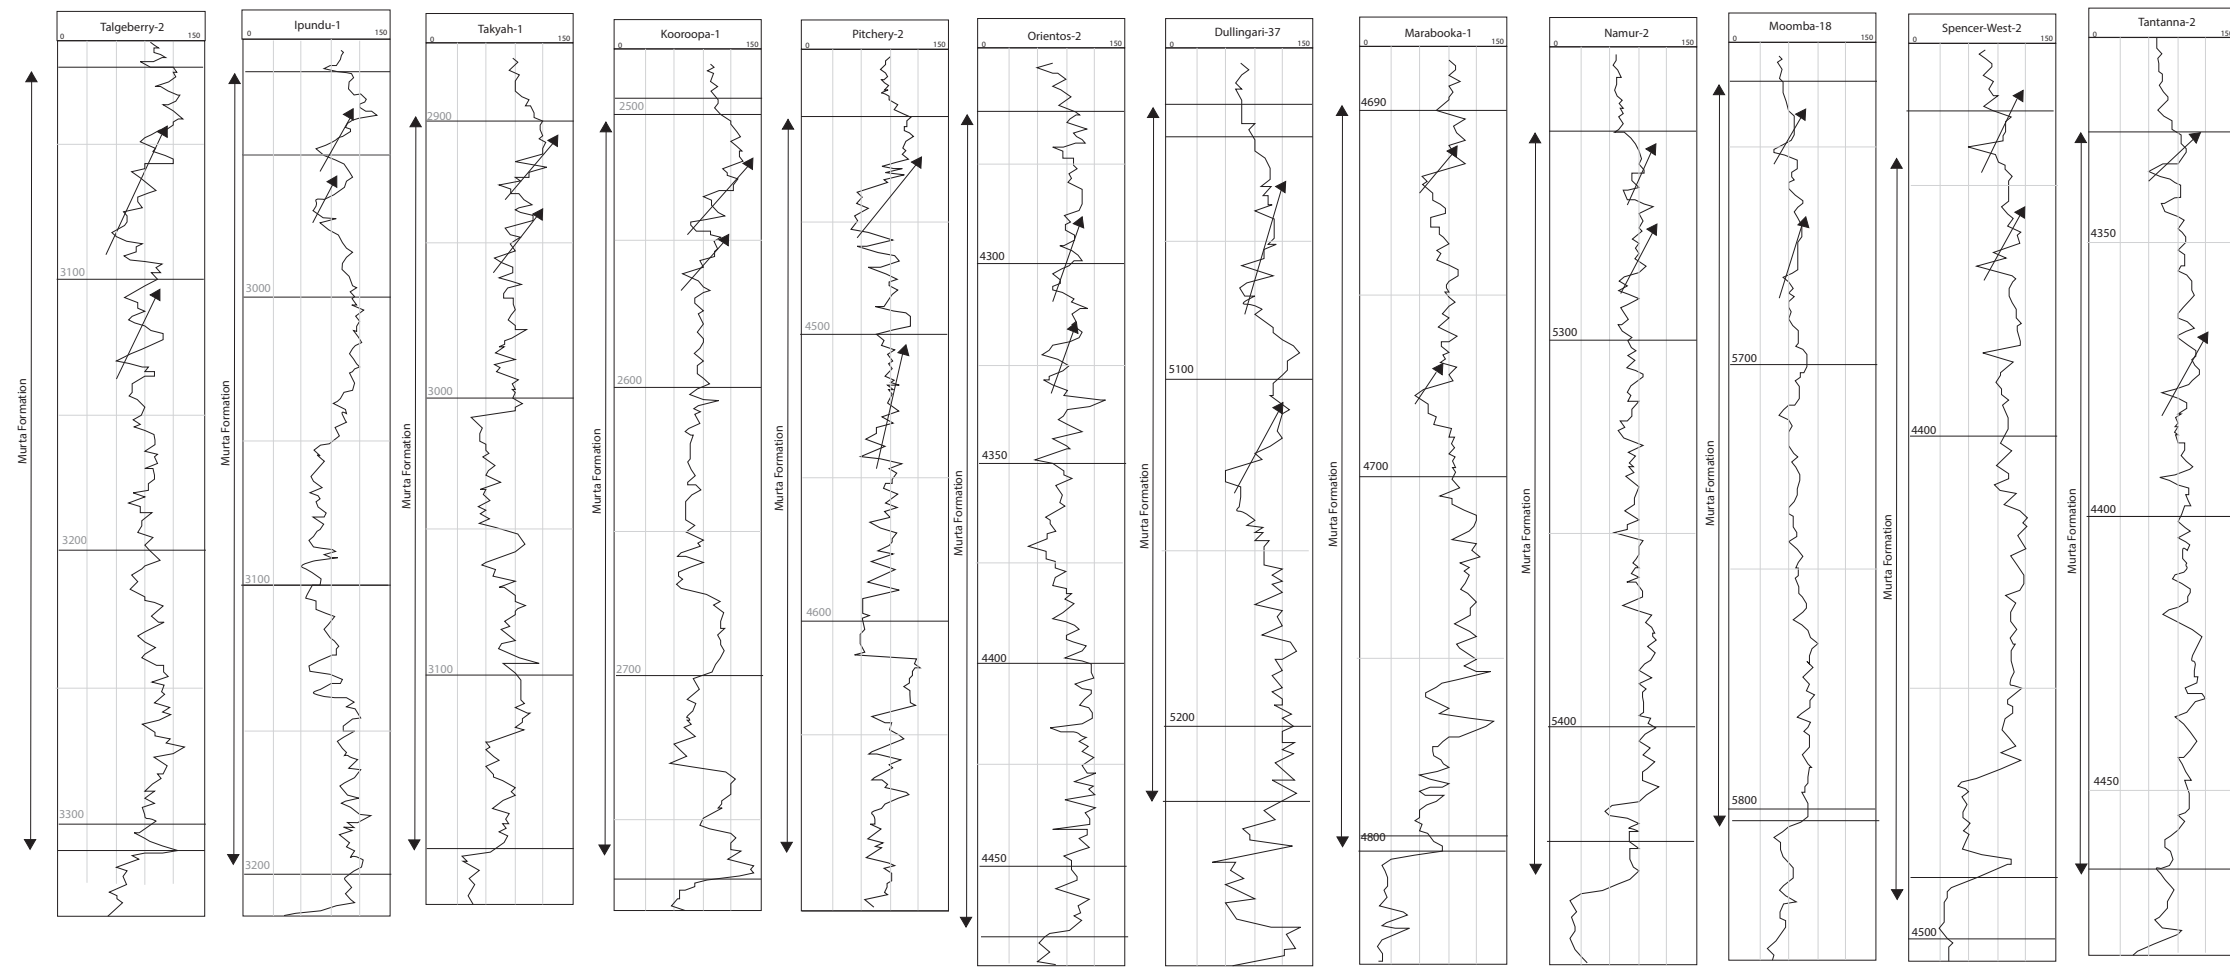 Talgeberry-2
0 150
Murta Formation
3100
3200
3300
Ipundu-1
0 150
Murta Formation
3000
3100
3200
Takyah-1
0 150
Murta Formation
2900
3000
3100
Kooroopa-1
0 150
Murta Formation
2500
2600
2700
Pitchery-2
0 150
Murta Formation
4500
4600
Orientos-2
0 150
Murta Formation
4300
4350
4400
4450
Dullingari-37
0 150
Murta Formation
5100
5200
Marabooka-1
0 150
Murta Formation
4690
4700
4800
Namur-2
0 150
Murta Formation
5300
5400
Moomba-18
0 150
Murta Formation
5700
5800
Spencer-West-2
0 150
Murta Formation
4400
4500
Tantanna-2
0
Murta Formation
4350
4400
4450